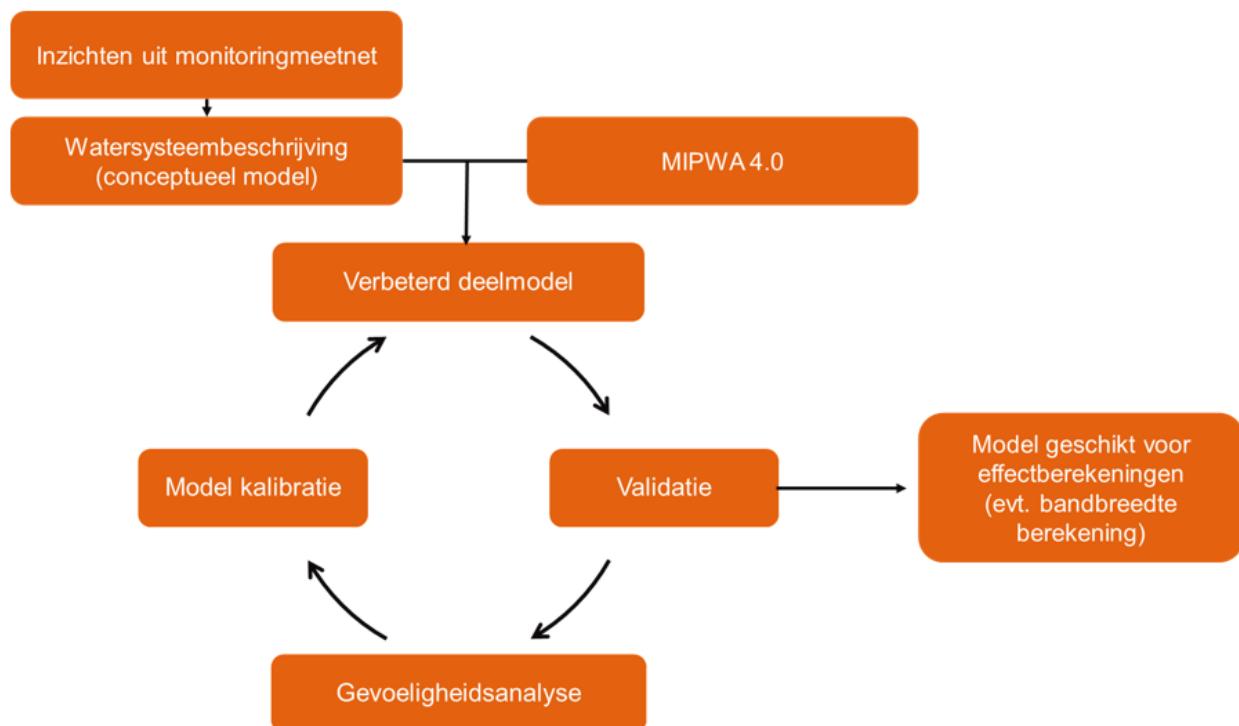 Inzichten uit monitoringmeetnet
Watersysteembeschrijving
(conceptueel model)
MIPWA 4.0
Verbeterd deelmodel
Model kalibratie
Validatie
Model geschikt voor
effectberekeningen
(evt. bandbreedte
berekening)
Gevoeligheidsanalyse